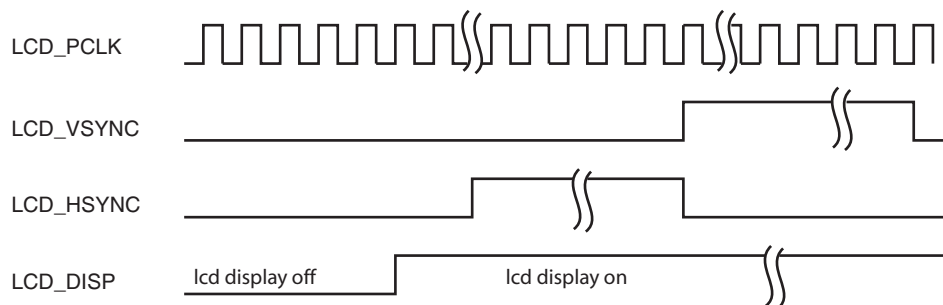 LCD_PCLK
LCD_VSYNC
LCD_HSYNC
LCD_DISP lcd display off lcd display on